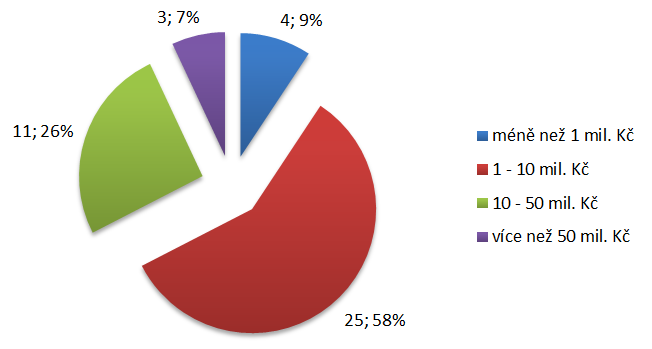 3; 7%
4; 9%
11; 26%
25; 58%
méně než 1 mil. Kč
1 - 10 mil. Kč
10 - 50 mil. Kč
více než 50 mil. Kč